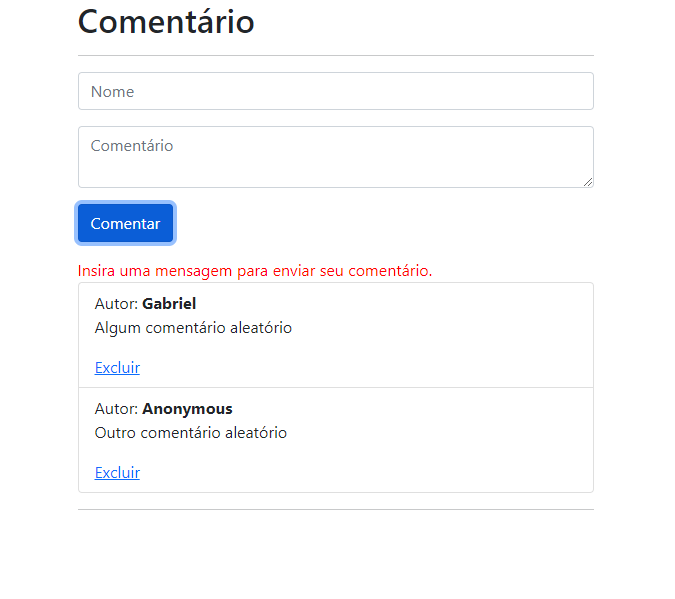 Comentário
Nome
Comentário
Comentar
Insira uma mensagem para enviar seu comentário.
Autor: Gabriel
Algum comentário aleatório
Excluir
Autor: Anonymous
Outro comentário aleatório
Excluir